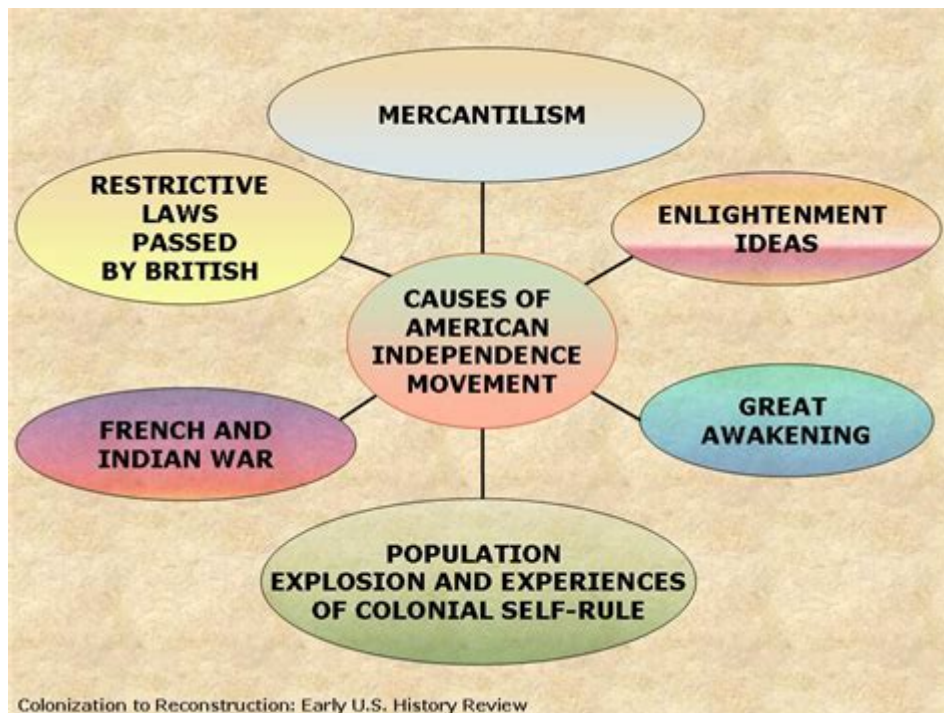 MERCANTILISM
RESTRICTIVE
LAWS
PASSED
BY BRITISH
ENLIGHTENMENT
IDEAS
CAUSES OF
AMERICAN
INDEPENDENCE
MOVEMENT
FRENCH AND
INDIAN WAR
GREAT
AWAKENING
POPULATION
EXPLOSION AND EXPERIENCES
OF COLONIAL SELF-RULE
Colonization to Reconstruction: Early U.S. History Review